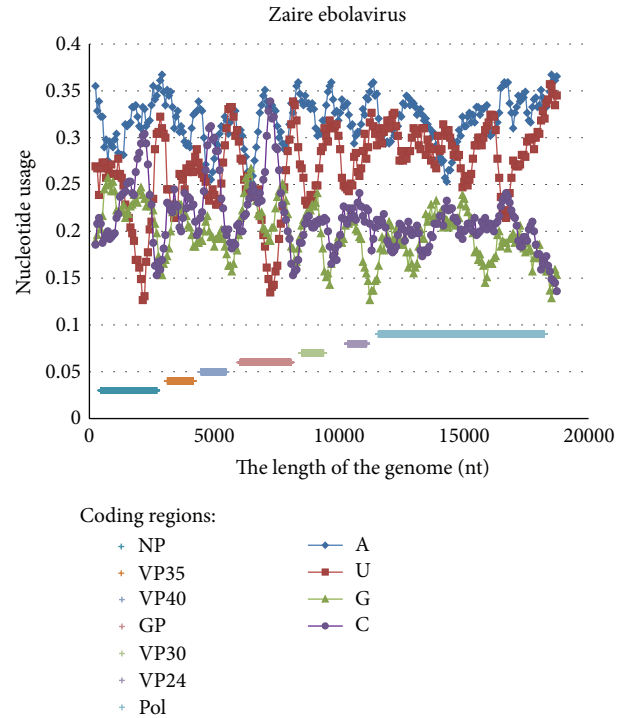 Zaire ebolavirus
0.4
0.35
0.3
0.25
0.2
0.15
0.1
0.05
0
Nucleotide usage
0 5000 10000 15000 20000
The length of the genome (nt)
Coding regions:
NP
VP35
VP40
GP
VP30
VP24
Pol
A
U
G
C